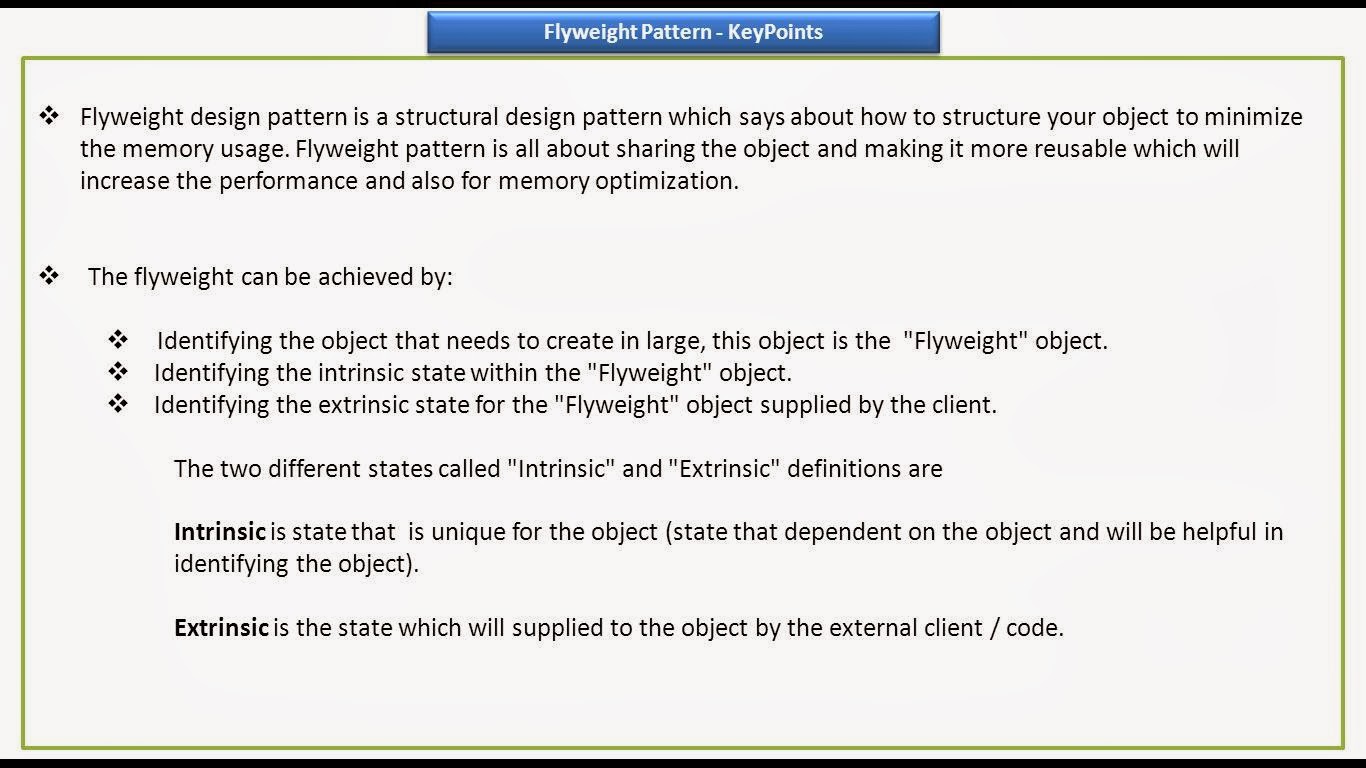 Flyweight Pattern - KeyPoints
❖ Flyweight design pattern is a structural design pattern which says about how to structure your object to minimize
the memory usage. Flyweight pattern is all about sharing the object and making it more reusable which will
increase the performance and also for memory optimization.
❖ The flyweight can be achieved by:
❖ Identifying the object that needs to create in large, this object is the "Flyweight" object.
❖ Identifying the intrinsic state within the "Flyweight" object.
❖ Identifying the extrinsic state for the "Flyweight" object supplied by the client.
The two different states called "Intrinsic" and "Extrinsic" definitions are
Intrinsic is state that is unique for the object (state that dependent on the object and will be helpful in
identifying the object).
Extrinsic is the state which will supplied to the object by the external client / code.